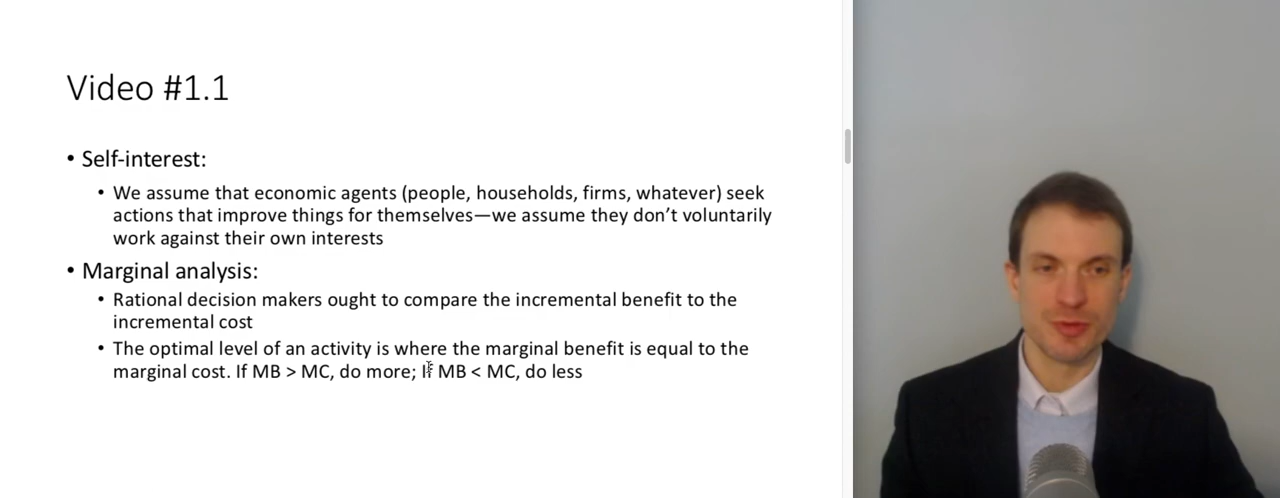 Video #1.1
• Self-interest:
• We assume that economic agents (people, households, firms, whatever) seek
actions that improve things for themselves—we assume they don’t voluntarily
work against their own interests
• Marginal analysis:
• Rational decision makers ought to compare the incremental benefit to the
incremental cost
• The optimal level of an activity is where the marginal benefit is equal to the
marginal cost. If MB > MC, do more; If MB < MC, do less